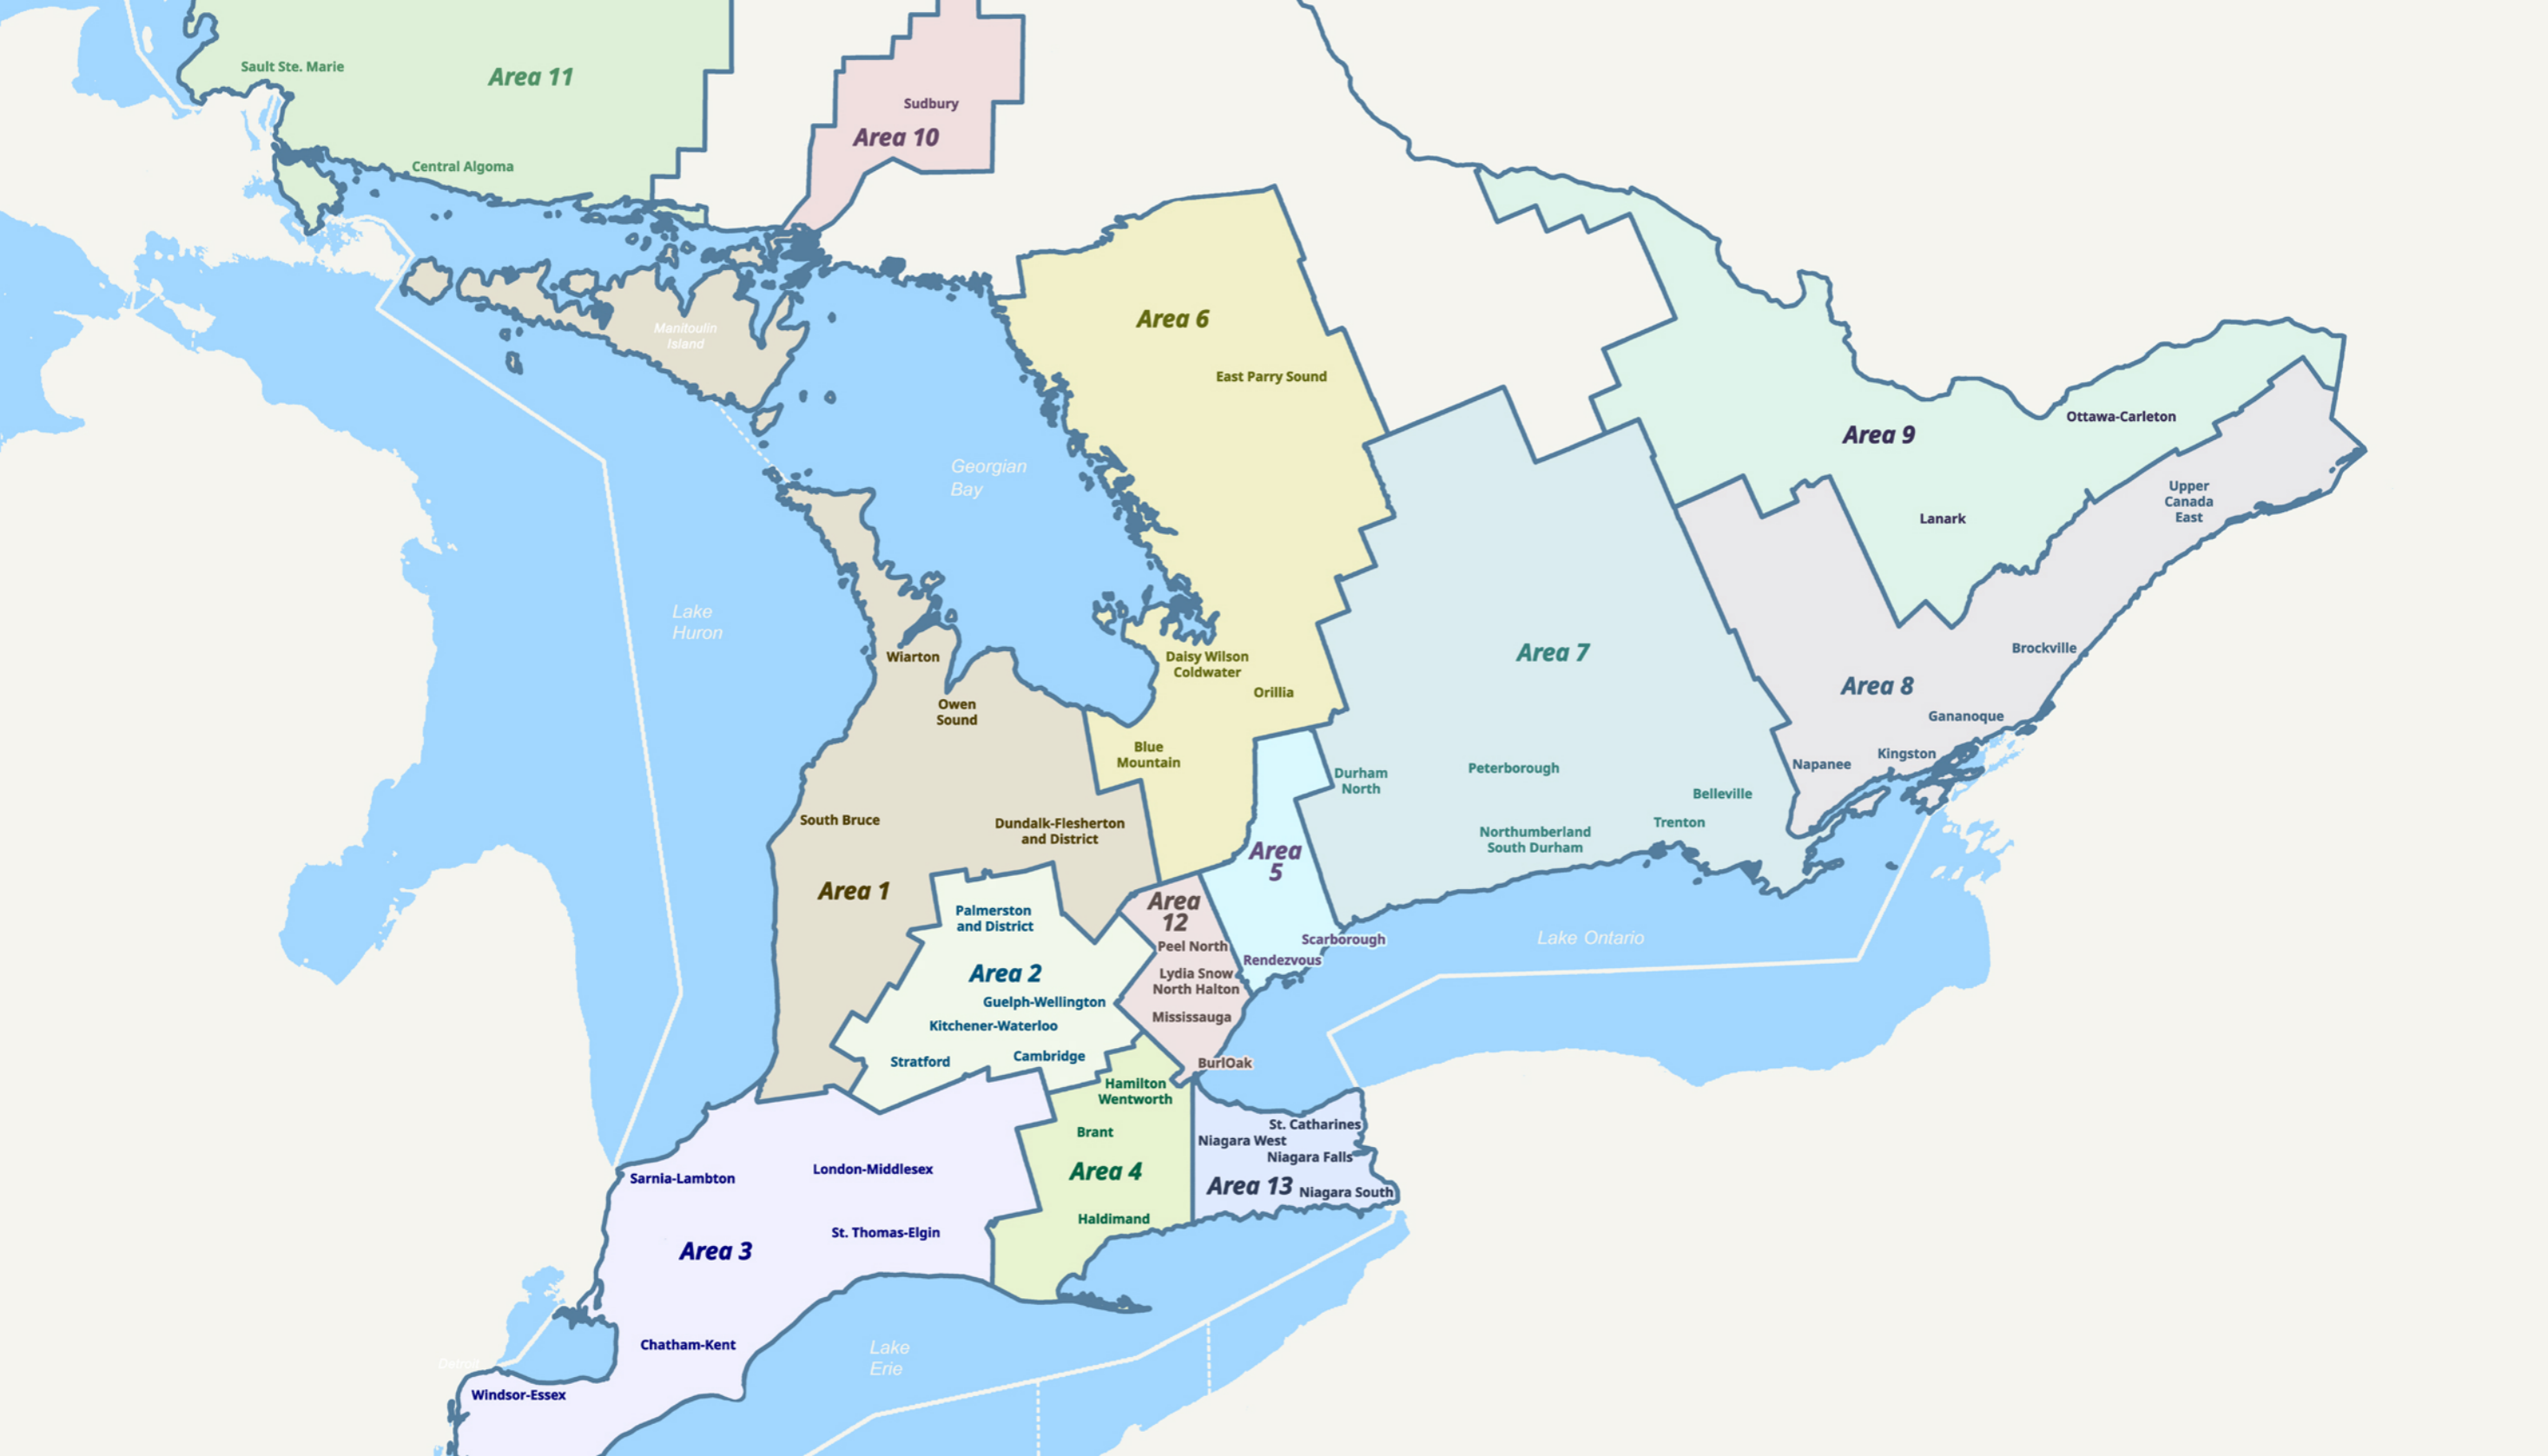 Sault Ste. Marie
Area 11
Central Algoma
Sudbury
Area 10
Manitoulin
Island
Georgian
Bay
Lake
Huron
Area 6
East Parry Sound
Daisy Wilson
Coldwater
Orillia
Blue
Mountain
Area 9
Ottawa-Carleton
Lanark
Upper
Canada
East
Brockville
Area 8
Gananoque
Kingston
Napanee
Area 7
Durham
North
Peterborough
Belleville
Trenton
Northumberland
South Durham
Wiarton
Owen
Sound
South Bruce
Dundalk-Flesherton
and District
Area 1
Area
5
Scarborough
Rendezvous
Lake Ontario
Area
12
Peel North
Lydia Snow
North Halton
Mississauga
BurlOak
Palmerston
and District
Area 2
Guelph-Wellington
Kitchener-Waterloo
Stratford
Cambridge
Hamilton
Wentworth
Brant
Area 4
Haldimand
St. Catharines
Niagara West
Niagara Falls
Area 13
Niagara South
Sarnia-Lambton
London-Middlesex
St. Thomas-Elgin
Area 3
Chatham-Kent
Lake
Erie
Detroit
Windsor-Essex